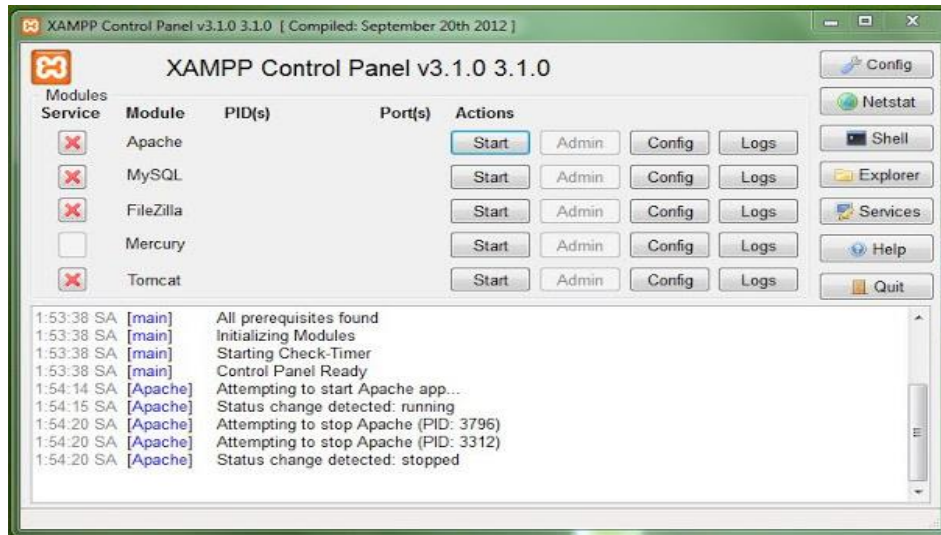 XAMPP Control Panel v3.1.0 3.1.0 [ Compiled: September 20th 2012 ]
XAMPP Control Panel v3.1.0 3.1.0
Config
Modules
Service Module PID(s) Port(s) Actions
Netstat
Apache Start Admin Config Logs
Shell
MySQL Start Admin Config Logs
Explorer
FileZilla Start Admin Config Logs
Services
Mercury Start Admin Config Logs
Help
Tomcat Start Admin Config Logs
Quit
1:53:38 SA [main] All prerequisites found
1:53:38 SA [main] Initializing Modules
1:53:38 SA [main] Starting Check-Timer
1:53:38 SA [main] Control Panel Ready
1:54:14 SA [Apache] Attempting to start Apache app...
1:54:15 SA [Apache] Status change detected: running
1:54:20 SA [Apache] Attempting to stop Apache (PID: 3796)
1:54:20 SA [Apache] Attempting to stop Apache (PID: 3312)
1:54:20 SA [Apache] Status change detected: stopped